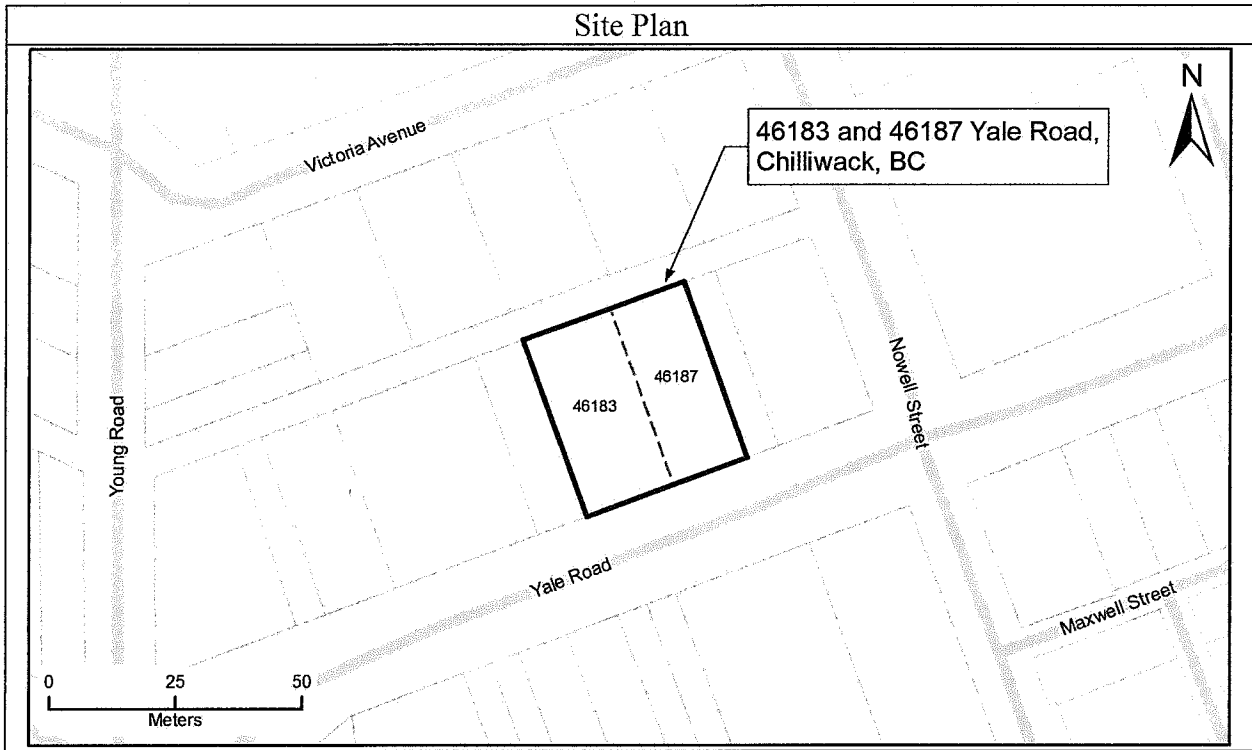 Site Plan
N
46183 and 46187 Yale Road,
Chilliwack, BC
Victoria Avenue
Nowell Street
46187
46183
Young Road
Yale Road
Maxwell Street
0 25 50
Meters